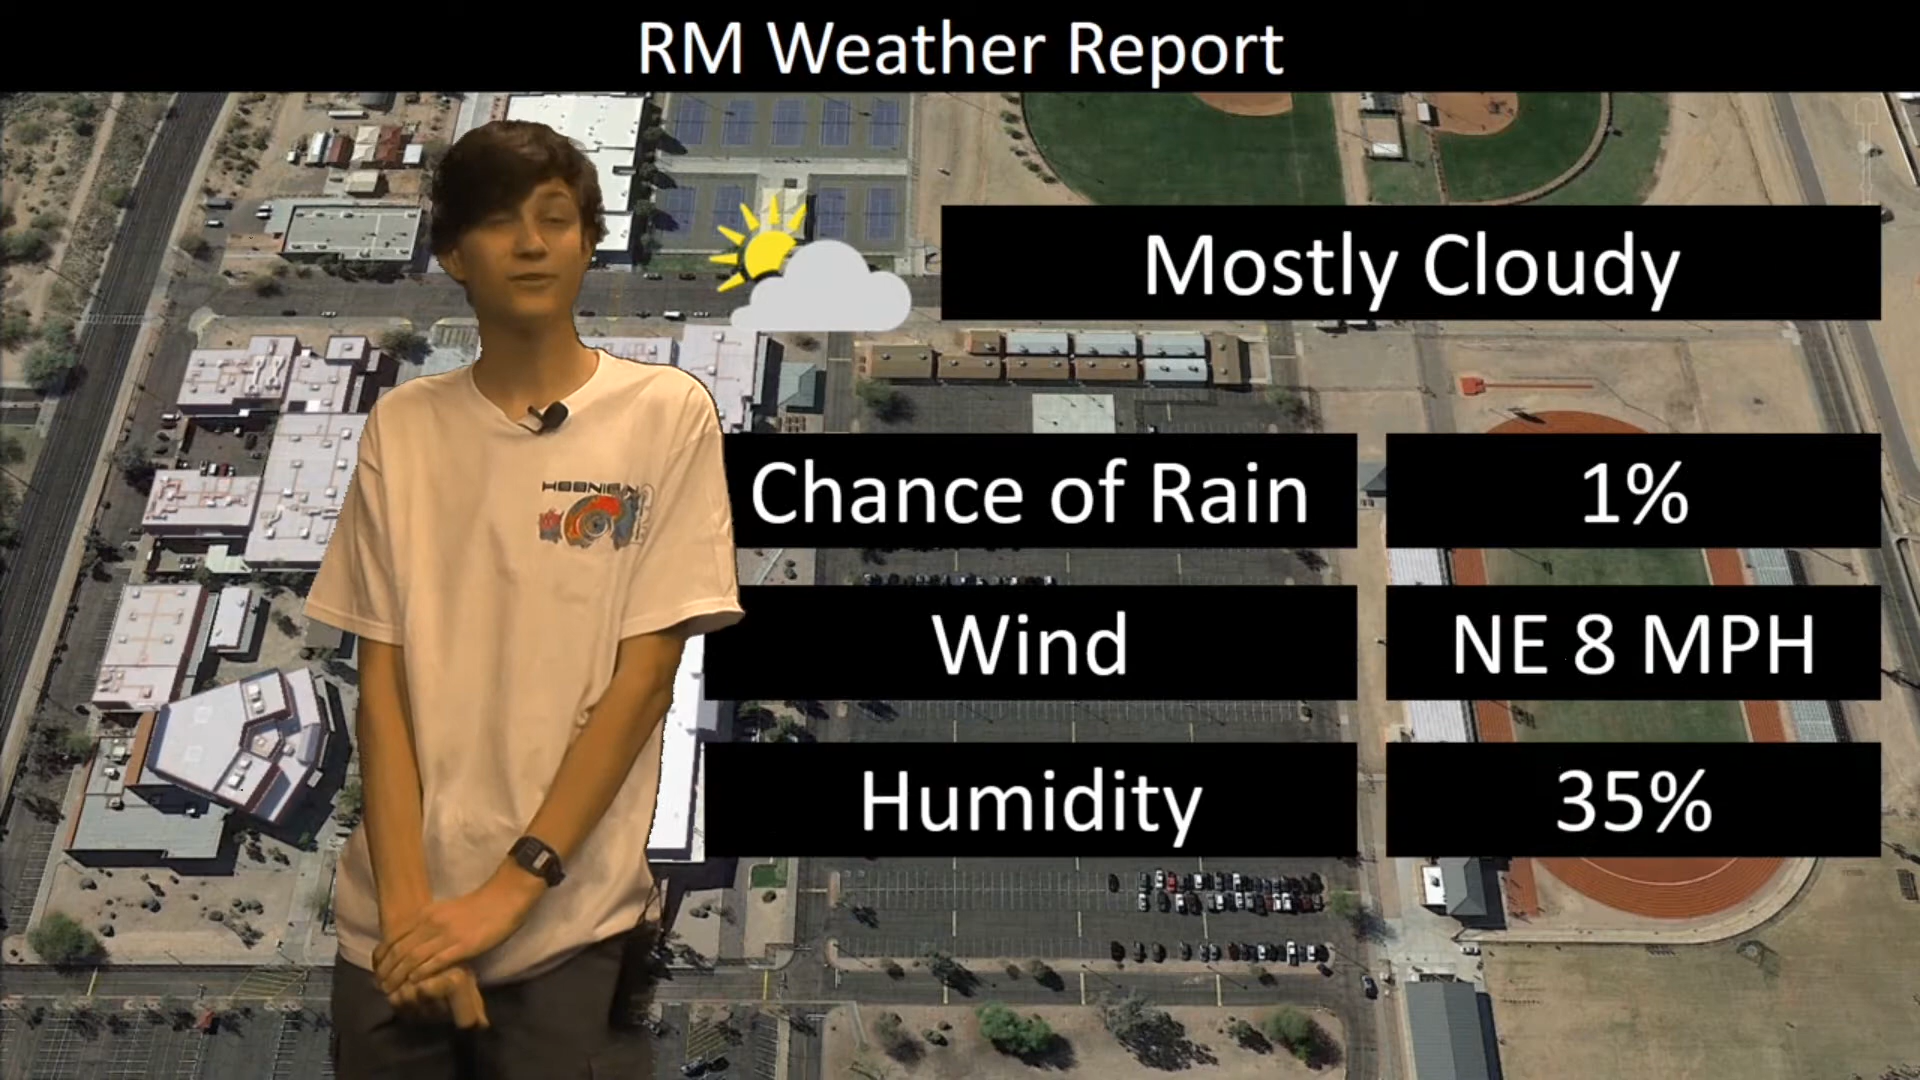 RM Weather Report
Mostly Cloudy
Chance of Rain
1%
Wind
NE 8 MPH
Humidity
35%